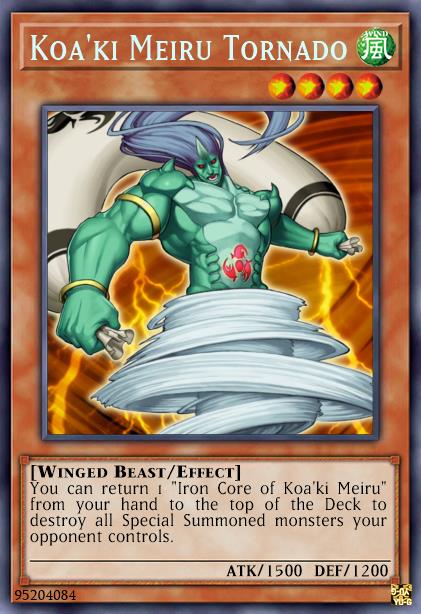 Koa'ki Meiru Tornado
WIND
風
[Winged Beast/Effect]
You can return 1 "Iron Core of Koa'ki Meiru"
from your hand to the top of the Deck to
destroy all Special Summoned monsters your
opponent controls.
ATK/1500 DEF/1200
95204084